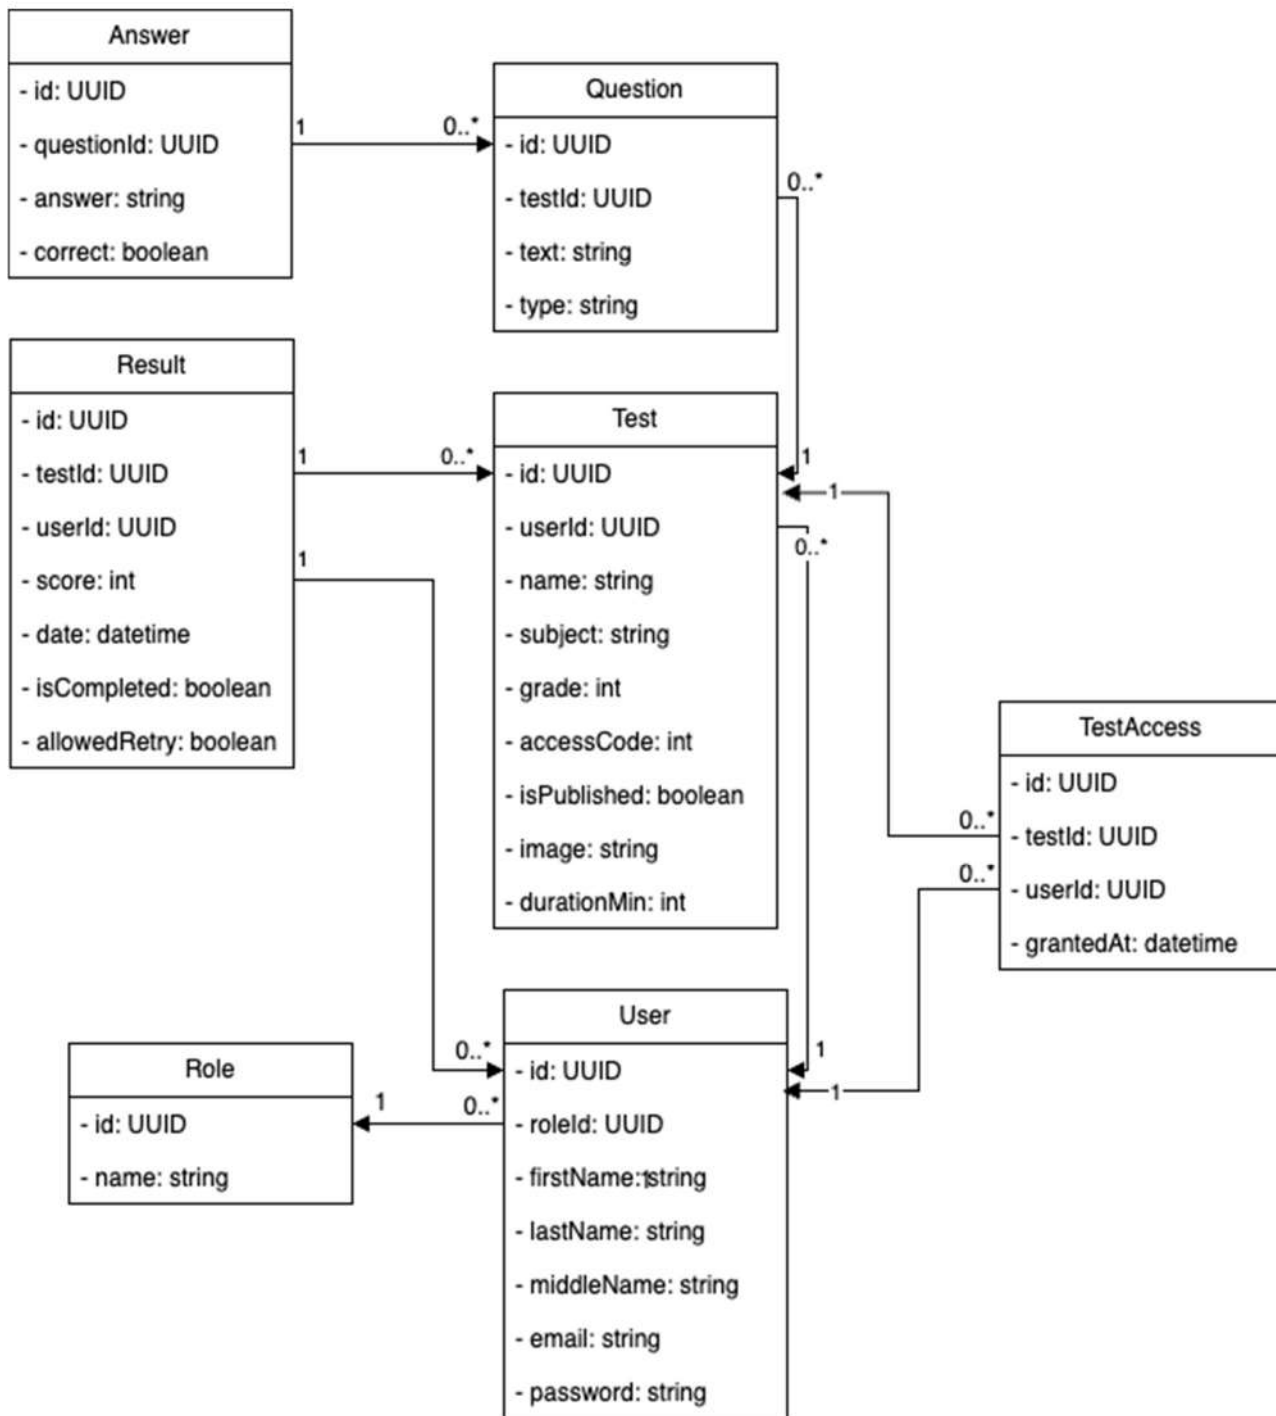 Answer
- id: UUID
- questionId: UUID
- answer: string
- correct: boolean
1
0..*
Question
- id: UUID
- testId: UUID
- text: string
- type: string
0..*
1
Result
- id: UUID
- testId: UUID
- userId: UUID
- score: int
- date: datetime
- isCompleted: boolean
- allowedRetry: boolean
1
0..*
1
0..*
Test
- id: UUID
- userId: UUID
- name: string
- subject: string
- grade: int
- accessCode: int
- isPublished: boolean
- image: string
- durationMin: int
1
0..*
1
TestAccess
- id: UUID
- testId: UUID
- userId: UUID
- grantedAt: datetime
0..*
0..*
1
Role
- id: UUID
- name: string
1
0..*
User
- id: UUID
- roleId: UUID
- firstName: string
- lastName: string
- middleName: string
- email: string
- password: string